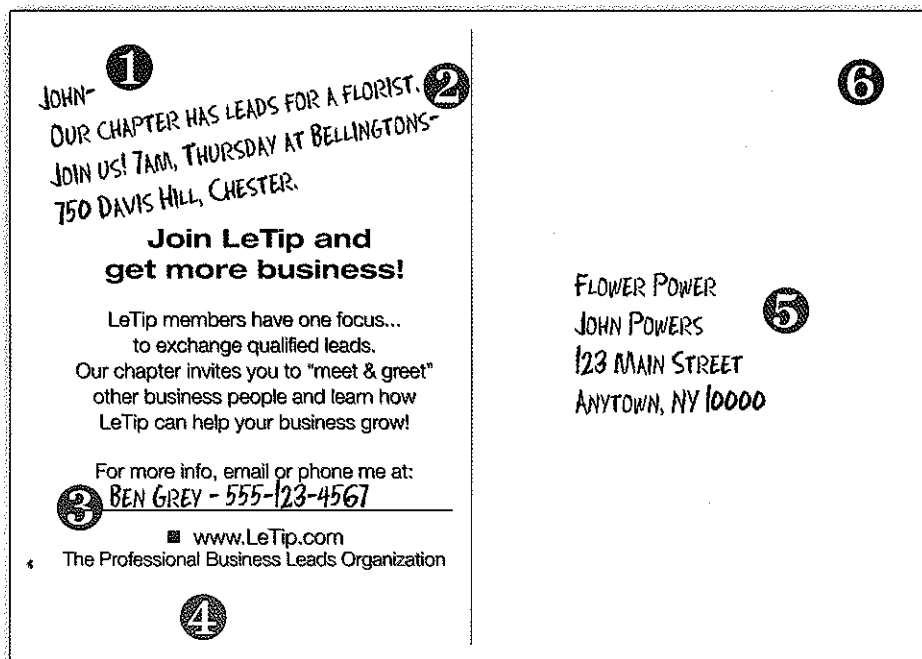 1
JOHN-
OUR CHAPTER HAS LEADS FOR A FLORIST. 2
JOIN US! 7AM, THURSDAY AT BELLINGTONS-
750 DAVIS HILL, CHESTER.
Join LeTip and
get more business!
LeTip members have one focus...
to exchange qualified leads.
Our chapter invites you to "meet & greet"
other business people and learn how
LeTip can help your business grow!
For more info, email or phone me at:
3 BEN GREY - 555-123-4567
www.LeTip.com
The Professional Business Leads Organization
4
6
FLOWER POWER
JOHN POWERS 5
123 MAIN STREET
ANYTOWN, NY 10000